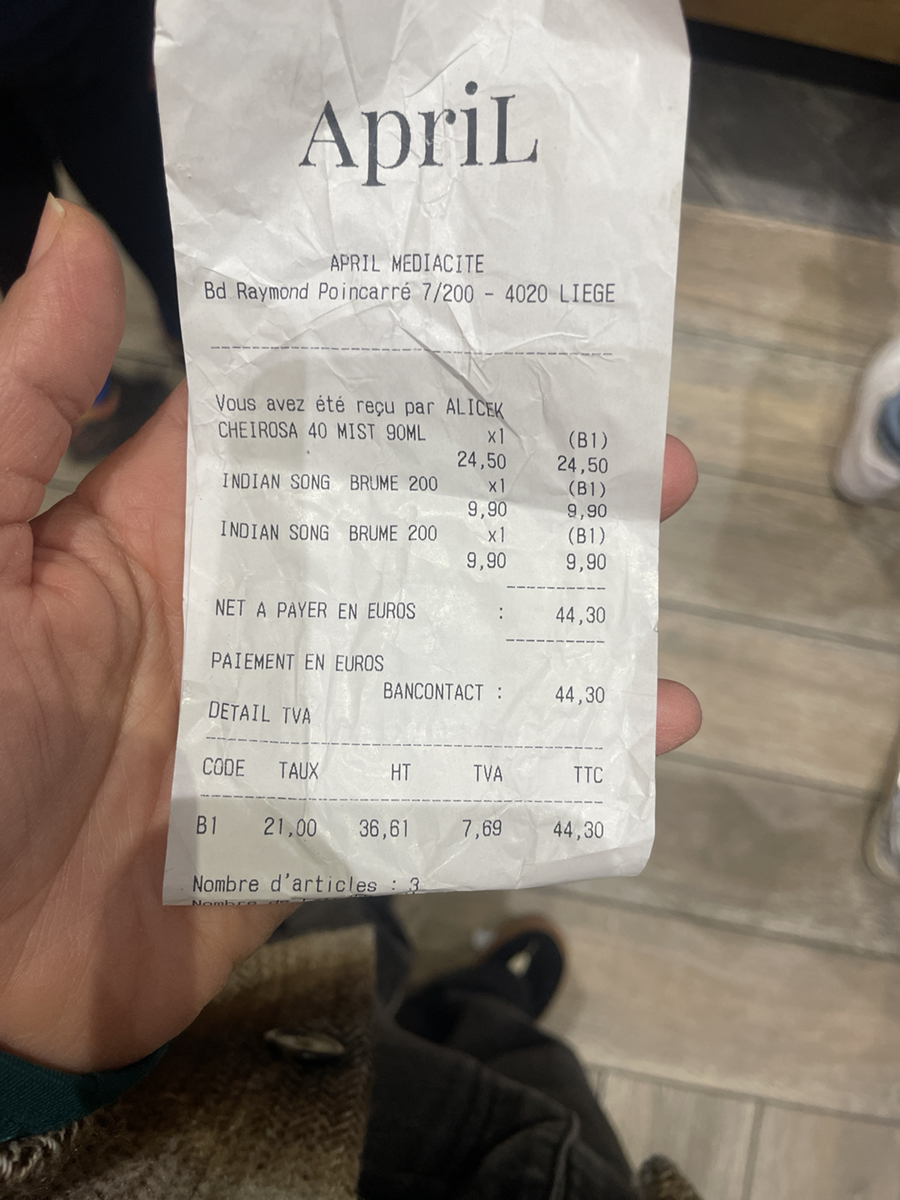 ApriL
APRIL MEDIACITE
Bd Raymond Poincarré 7/200 - 4020 LIEGE
Vous avez été reçu par ALICEK
CHEIROSA 40 MIST 90ML x1 (B1)
24,50 24,50
INDIAN SONG BRUME 200 x1 (B1)
9,90 9,90
INDIAN SONG BRUME 200 x1 (B1)
9,90 9,90
NET A PAYER EN EUROS : 44,30
PAIEMENT EN EUROS
BANCONTACT : 44,30
DETAIL TVA
CODE TAUX HT TVA TTC
B1 21,00 36,61 7,69 44,30
Nombre d'articles : 3
Nombre de